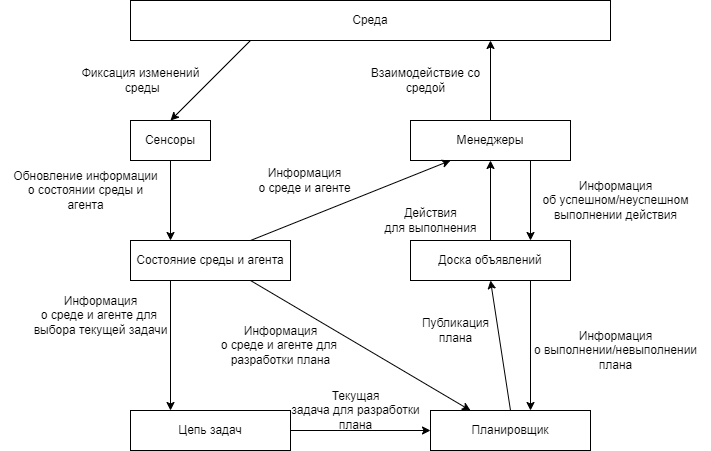 Среда
Фиксация изменений
среды
Взаимодействие со
средой
Сенсоры
Менеджеры
Обновление информации
о состоянии среды и
агента
Информация
о среде и агенте
Информация
об успешном/неуспешном
выполнении действия
Действия
для выполнения
Состояние среды и агента
Доска объявлений
Информация
о среде и агенте для
выбора текущей задачи
Информация
о среде и агенте для
разработки плана
Публикация
плана
Информация
о выполнении/невыполнении
плана
Текущая
задача для разработки
плана
Цепь задач
Планировщик